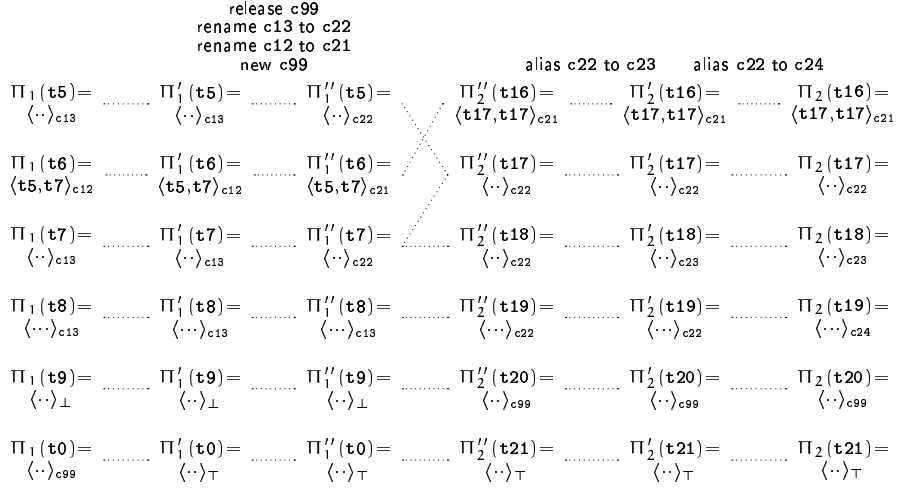 release c99
rename c13 to c22
rename c12 to c21
new c99 alias c22 to c23 alias c22 to c24
Π₁(t5)= Π′₁(t5)= Π″₁(t5)= Π″₂(t16)= Π′₂(t16)= Π₂(t16)=
⟨··⟩c13 ⟨··⟩c13 ⟨··⟩c22 ⟨t17,t17⟩c21 ⟨t17,t17⟩c21 ⟨t17,t17⟩c21
Π₁(t6)= Π′₁(t6)= Π″₁(t6)= Π″₂(t17)= Π′₂(t17)= Π₂(t17)=
⟨t5,t7⟩c12 ⟨t5,t7⟩c12 ⟨t5,t7⟩c21 ⟨··⟩c22 ⟨··⟩c22 ⟨··⟩c22
Π₁(t7)= Π′₁(t7)= Π″₁(t7)= Π″₂(t18)= Π′₂(t18)= Π₂(t18)=
⟨··⟩c13 ⟨··⟩c13 ⟨··⟩c22 ⟨··⟩c22 ⟨··⟩c23 ⟨··⟩c23
Π₁(t8)= Π′₁(t8)= Π″₁(t8)= Π″₂(t19)= Π′₂(t19)= Π₂(t19)=
⟨···⟩c13 ⟨···⟩c13 ⟨···⟩c13 ⟨···⟩c22 ⟨···⟩c22 ⟨···⟩c24
Π₁(t9)= Π′₁(t9)= Π″₁(t9)= Π″₂(t20)= Π′₂(t20)= Π₂(t20)=
⟨··⟩⊥ ⟨··⟩⊥ ⟨··⟩⊥ ⟨··⟩c99 ⟨··⟩c99 ⟨··⟩c99
Π₁(t0)= Π′₁(t0)= Π″₁(t0)= Π″₂(t21)= Π′₂(t21)= Π₂(t21)=
⟨··⟩c99 ⟨··⟩⊤ ⟨··⟩⊤ ⟨··⟩⊤ ⟨··⟩⊤ ⟨··⟩⊤